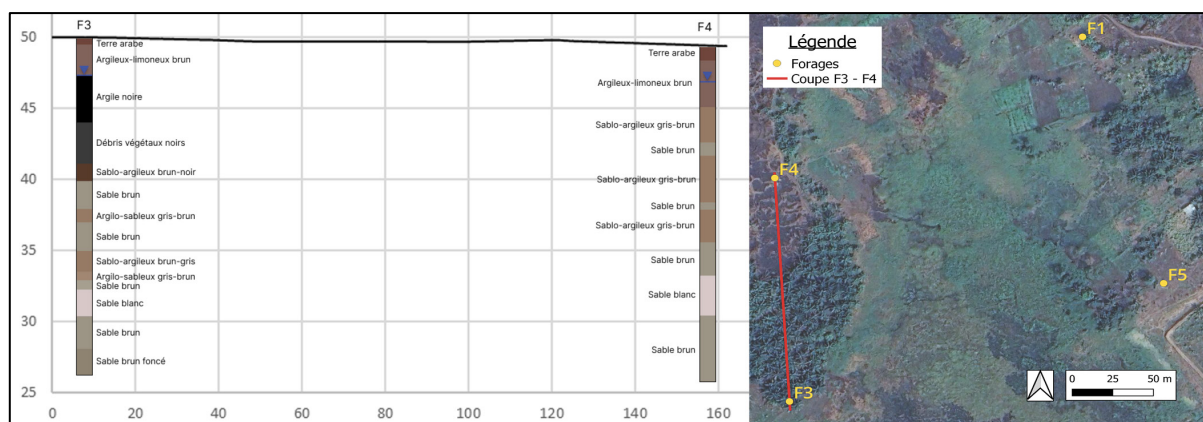 F3
F4
50
45
40
35
30
25
0
20
40
60
80
100
120
140
160
Terre arabe
Argileux-limoneux brun
Argile noire
Débris végétaux noirs
Sablo-argileux brun-noir
Sable brun
Argilo-sableux gris-brun
Sable brun
Sablo-argileux brun-gris
Argilo-sableux gris-brun
Sable brun
Sable blanc
Sable brun
Sable brun foncé
Terre arabe
Argileux-limoneux brun
Sablo-argileux gris-brun
Sable brun
Sablo-argileux gris-brun
Sable brun
Sablo-argileux gris-brun
Sable brun
Sable blanc
Sable brun
Légende
Forages
Coupe F3 - F4
F1
F4
F5
F3
0 25 50 m